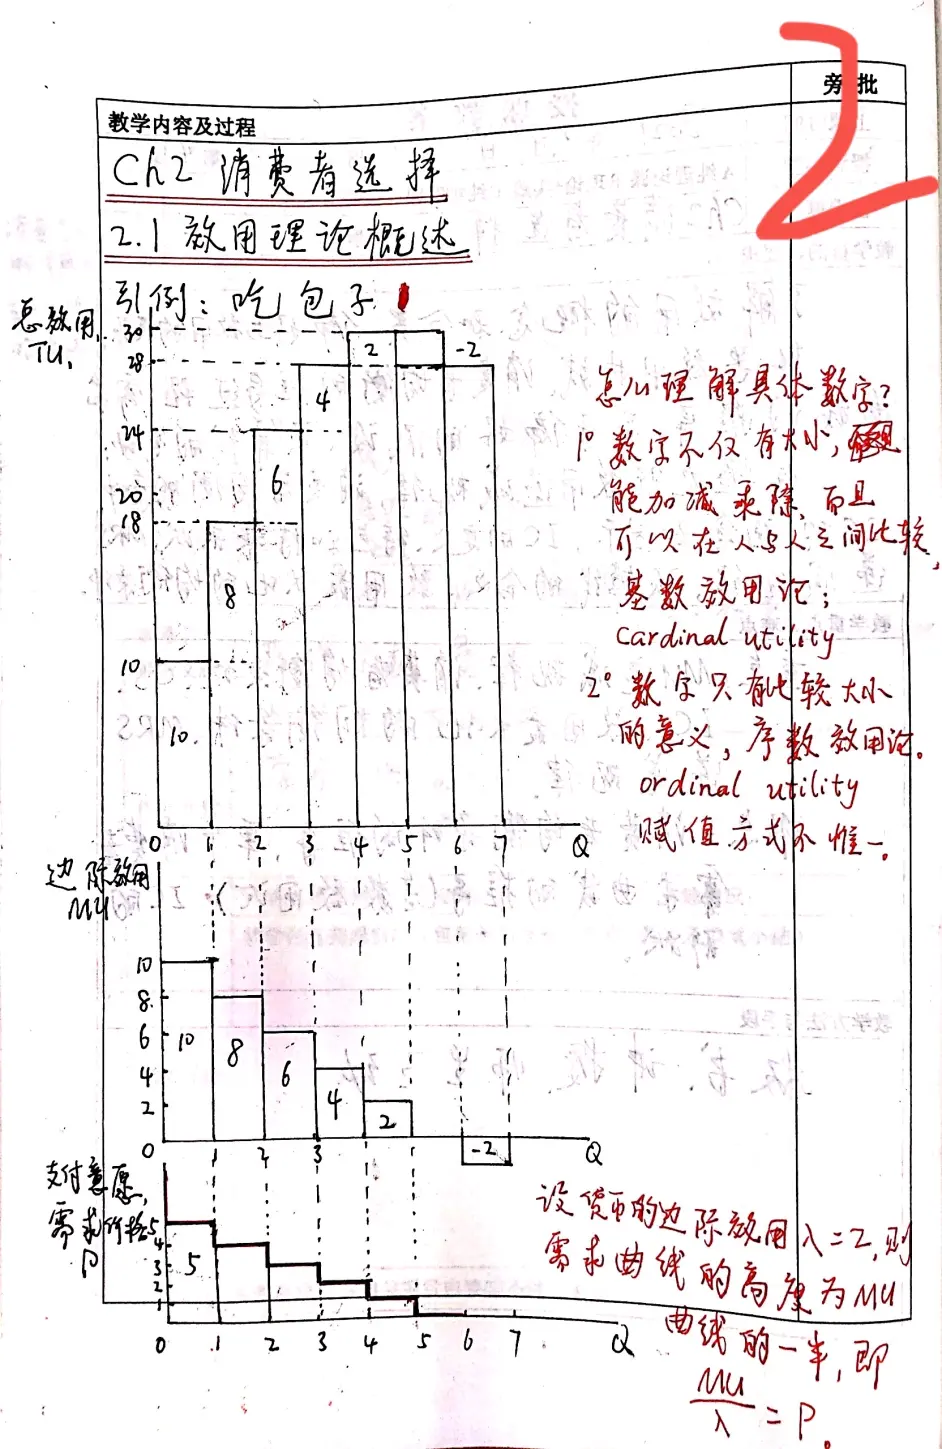 2
旁批
教学内容及过程
Ch2 消费者选择
2.1 效用理论概述
引例：吃包子
总效用,
TU,
30
28
24
20
18
10
10
8
6
4
2
-2
0 1 2 3 4 5 6 7 Q
怎么理解具体数字?
1° 数字不仅有大小,
能加减乘除,而且
可以在人与人之间比较,
基数效用论;
cardinal utility
2° 数字只有比较大小
的意义,序数效用论.
ordinal utility
赋值方式不惟一.
边际效用
MU
10
8
6
4
2
0
10
8
6
4
2
-2
1 2 3 Q
支付意愿,
需求价格
P
5
4
3
2
1
5
0 1 2 3 4 5 6 7 Q
设货币的边际效用λ=2,则
需求曲线的高度为MU
曲线的一半,即
MU/λ = P.